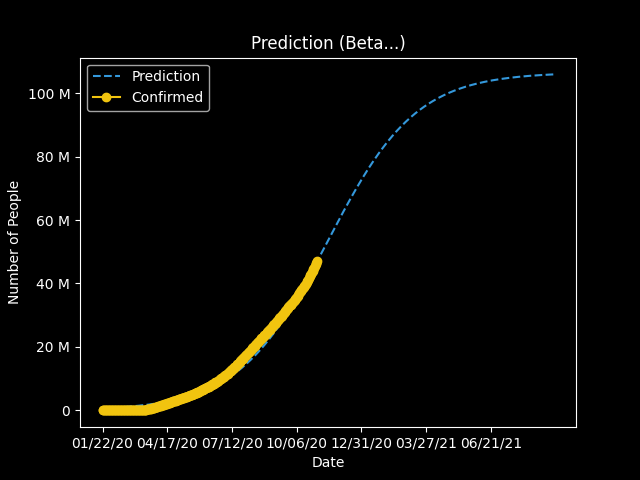 Prediction (Beta...)
Prediction
Confirmed
100 M
80 M
60 M
40 M
20 M
0
Number of People
01/22/20 04/17/20 07/12/20 10/06/20 12/31/20 03/27/21 06/21/21
Date